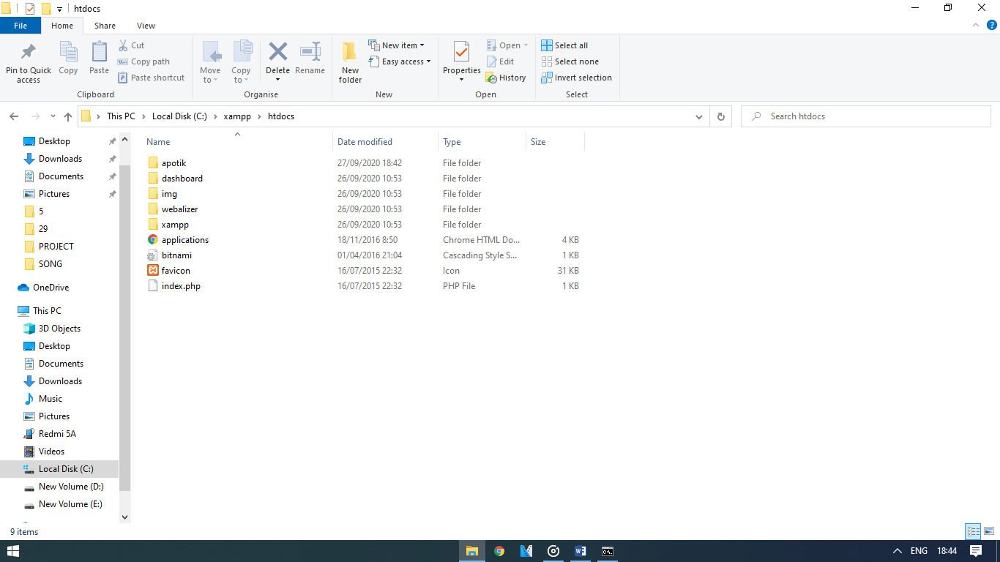 htdocs
File Home Share View
Pin to Quick access
Copy
Paste
Cut
Copy path
Paste shortcut
Clipboard
Move to
Copy to
Delete
Rename
Organise
New folder
New item
Easy access
New
Properties
Open
Edit
History
Open
Select all
Select none
Invert selection
Select
This PC Local Disk (C:) xampp htdocs
Search htdocs
Desktop
Downloads
Documents
Pictures
5
29
PROJECT
SONG
OneDrive
This PC
3D Objects
Desktop
Documents
Downloads
Music
Pictures
Redmi 5A
Videos
Local Disk (C:)
New Volume (D:)
New Volume (E:)
Name Date modified Type Size
apotik 27/09/2020 18:42 File folder
dashboard 26/09/2020 10:53 File folder
img 26/09/2020 10:53 File folder
webalizer 26/09/2020 10:53 File folder
xampp 26/09/2020 10:53 File folder
applications 18/11/2016 8:50 Chrome HTML Do... 4 KB
bitnami 01/04/2016 21:04 Cascading Style S... 1 KB
favicon 16/07/2015 22:32 Icon 31 KB
index.php 16/07/2015 22:32 PHP File 1 KB
9 items
ENG 18:44